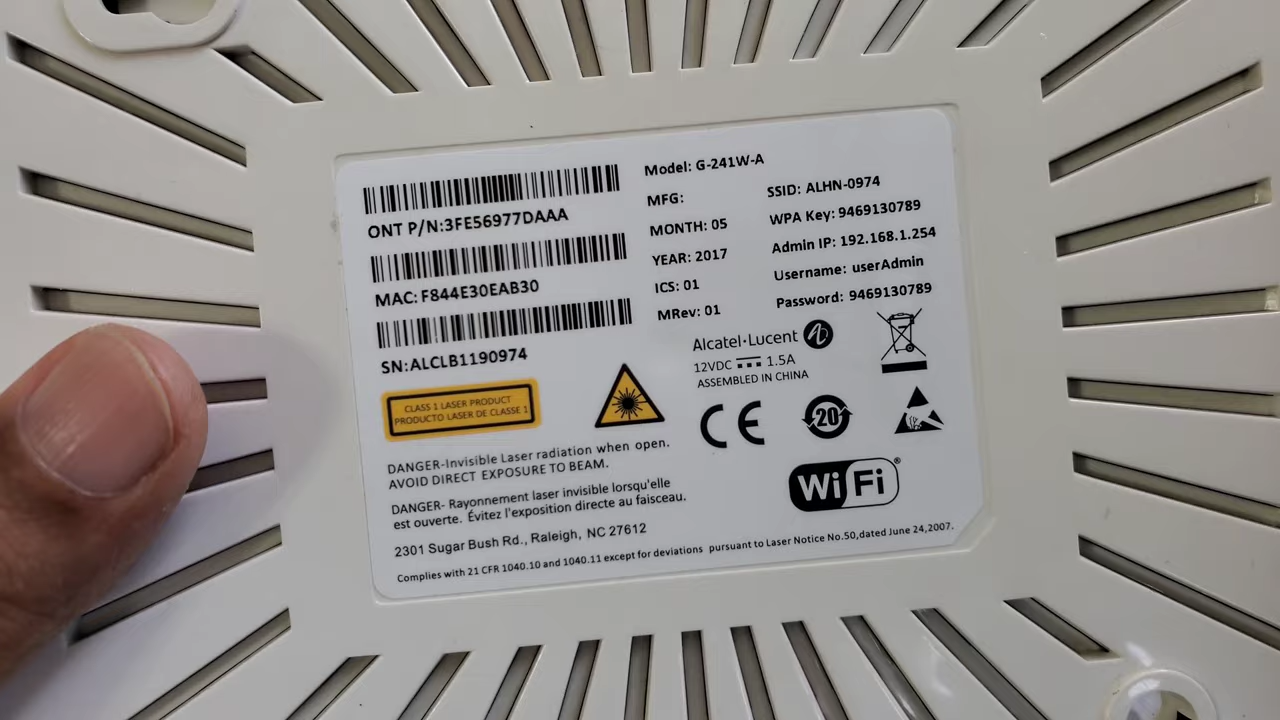 ONT P/N:3FE56977DAAA
MAC:F844E30EAB30
SN:ALCLB1190974
CLASS 1 LASER PRODUCT
PRODUCTO LASER DE CLASSE 1
DANGER-Invisible Laser radiation when open.
AVOID DIRECT EXPOSURE TO BEAM.
DANGER- Rayonnement laser invisible lorsqu'elle
est ouverte. Évitez l'exposition directe au faisceau.
2301 Sugar Bush Rd., Raleigh, NC 27612
Complies with 21 CFR 1040.10 and 1040.11 except for deviations pursuant to Laser Notice No.50,dated June 24,2007.
Model: G-241W-A
MFG:
MONTH: 05
YEAR: 2017
ICS: 01
MRev: 01
SSID: ALHN-0974
WPA Key: 9469130789
Admin IP: 192.168.1.254
Username: userAdmin
Password: 9469130789
Alcatel·Lucent
12VDC ⎓ 1.5A
ASSEMBLED IN CHINA
CE
20
WiFi®